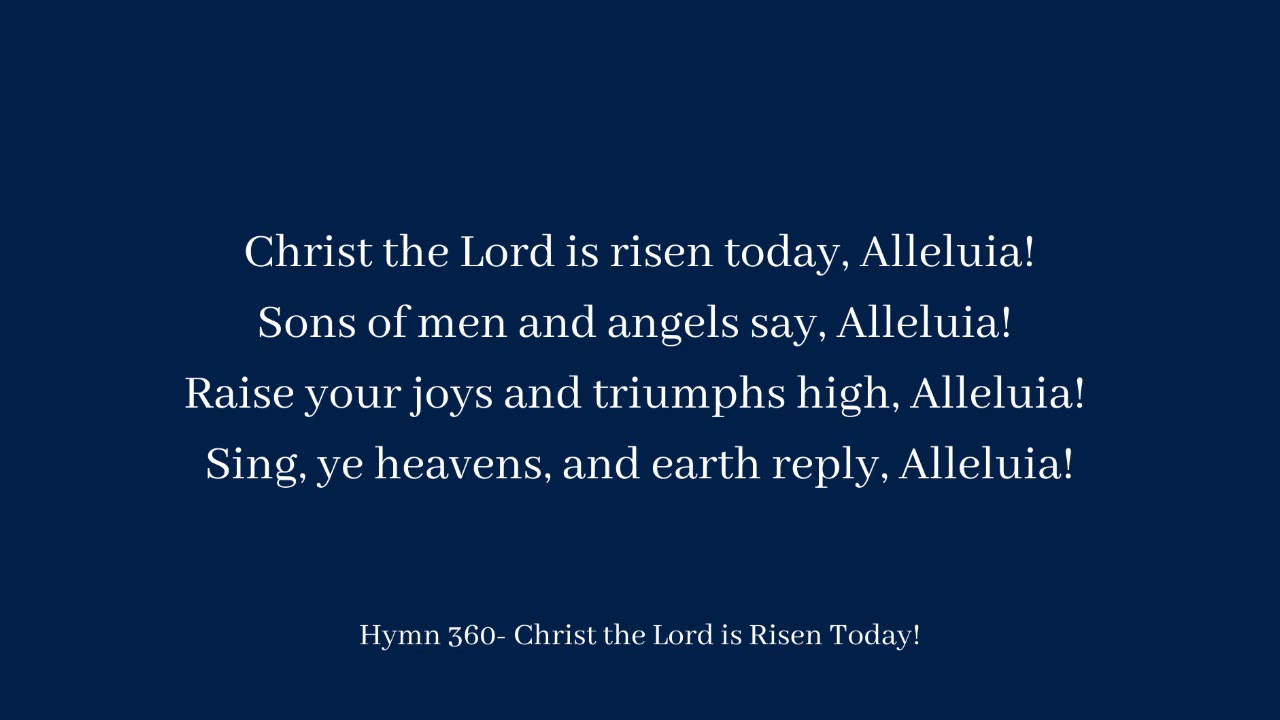 Christ the Lord is risen today, Alleluia!
Sons of men and angels say, Alleluia!
Raise your joys and triumphs high, Alleluia!
Sing, ye heavens, and earth reply, Alleluia!
Hymn 360- Christ the Lord is Risen Today!